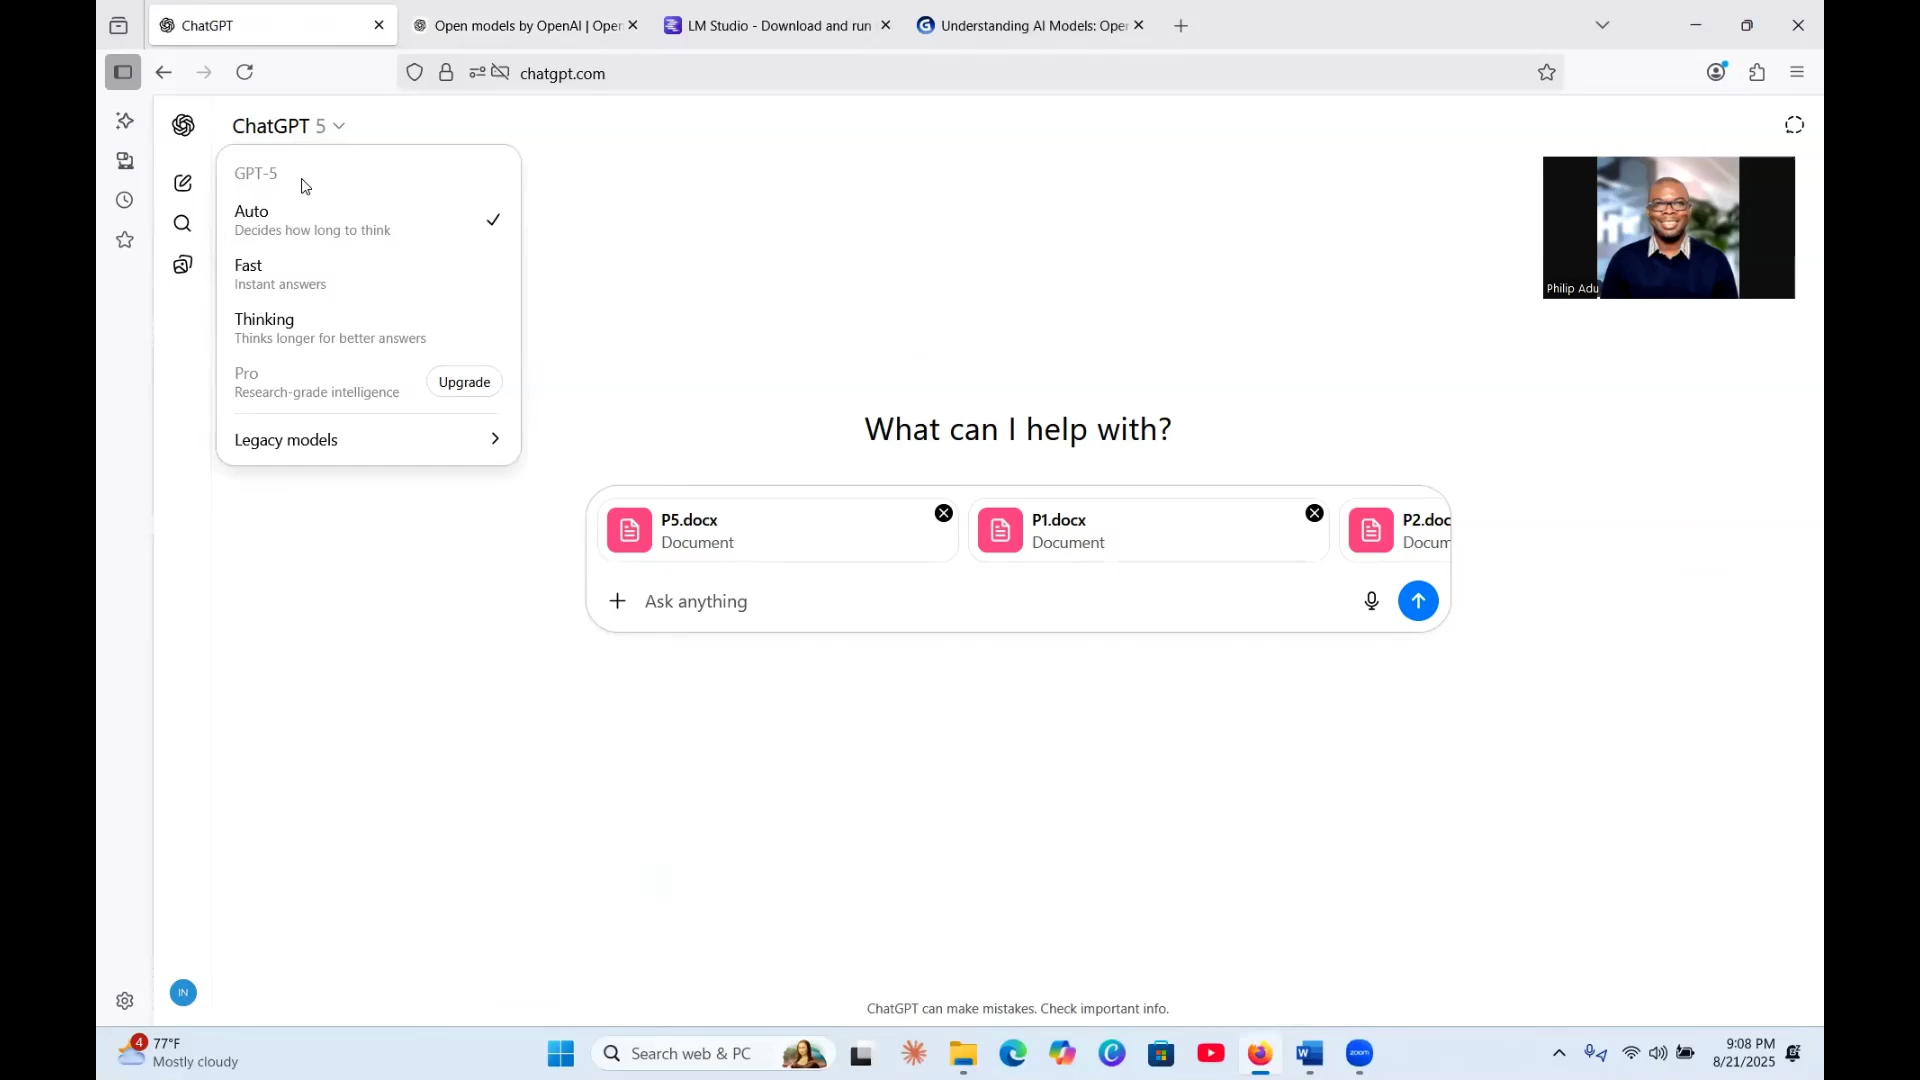 ChatGPT
Open models by OpenAI | Open
LM Studio - Download and run
Understanding AI Models: Oper
chatgpt.com
ChatGPT 5
GPT-5
Auto
Decides how long to think
Fast
Instant answers
Thinking
Thinks longer for better answers
Pro
Research-grade intelligence
Upgrade
Legacy models
Philip Adu
What can I help with?
P5.docx
Document
P1.docx
Document
P2.doc
Docum
Ask anything
IN
ChatGPT can make mistakes. Check important info.
4
77°F
Mostly cloudy
Search web & PC
zoom
9:08 PM
8/21/2025